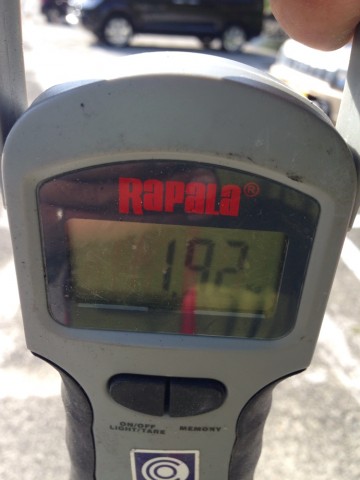 Rapala®
1.92
ON/OFF
LIGHT/TARE
MEMORY